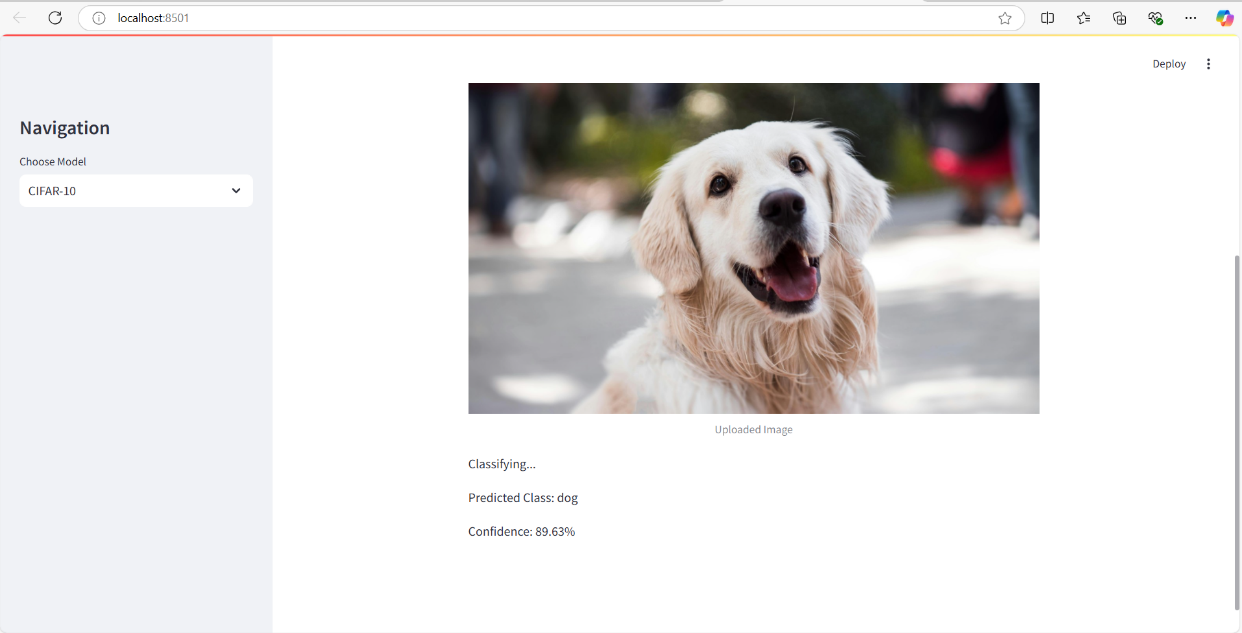 localhost:8501
Deploy
Navigation
Choose Model
CIFAR-10
Uploaded Image
Classifying...
Predicted Class: dog
Confidence: 89.63%